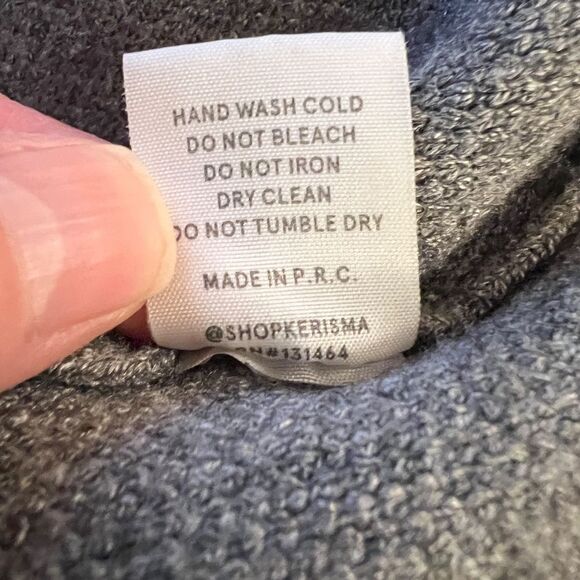 HAND WASH COLD
DO NOT BLEACH
DO NOT IRON
DRY CLEAN
DO NOT TUMBLE DRY
MADE IN P.R.C.
@SHOPKERISMA
RN#131464